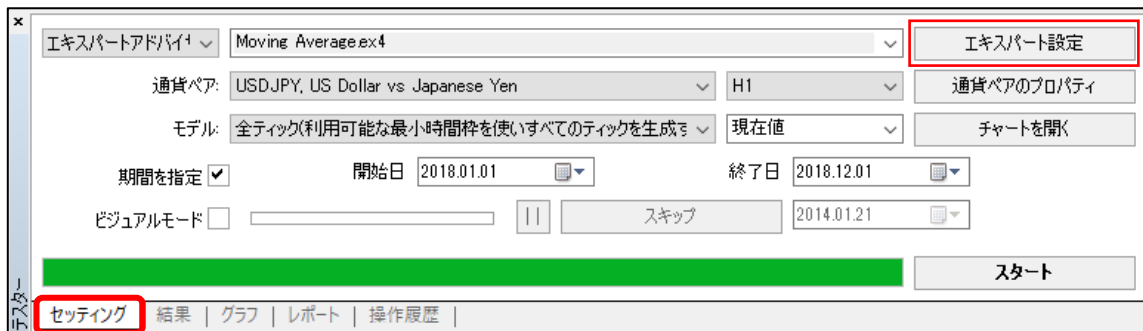 エキスパートアドバイザ Moving Average.ex4 エキスパート設定
通貨ペア: USDJPY, US Dollar vs Japanese Yen H1 通貨ペアのプロパティ
モデル: 全ティック(利用可能な最小時間枠を使いすべてのティックを生成す 現在値 チャートを開く
期間を指定 開始日 2018.01.01 終了日 2018.12.01
ビジュアルモード スキップ 2014.01.21
スタート
テスター
セッティング | 結果 | グラフ | レポート | 操作履歴 |